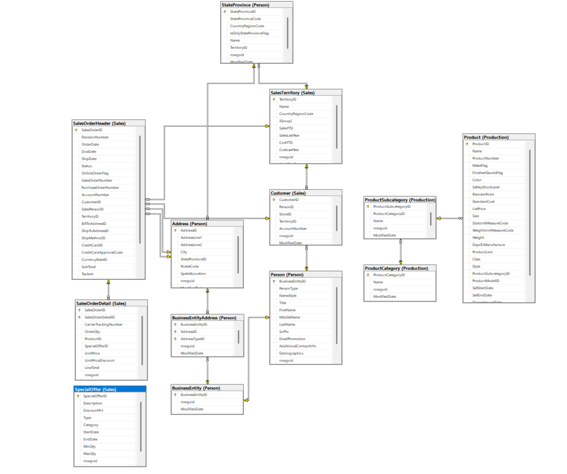 StateProvince (Person)
StateProvinceID
StateProvinceCode
CountryRegionCode
IsOnlyStateProvinceFlag
Name
TerritoryID
rowguid
ModifiedDate
SalesTerritory (Sales)
TerritoryID
Name
CountryRegionCode
[Group]
SalesYTD
SalesLastYear
CostYTD
CostLastYear
rowguid
SalesOrderHeader (Sales)
SalesOrderID
RevisionNumber
OrderDate
DueDate
ShipDate
Status
OnlineOrderFlag
SalesOrderNumber
PurchaseOrderNumber
AccountNumber
CustomerID
SalesPersonID
TerritoryID
BillToAddressID
ShipToAddressID
ShipMethodID
CreditCardID
CreditCardApprovalCode
CurrencyRateID
SubTotal
TaxAmt
Product (Production)
ProductID
Name
ProductNumber
MakeFlag
FinishedGoodsFlag
Color
SafetyStockLevel
ReorderPoint
StandardCost
ListPrice
Size
SizeUnitMeasureCode
WeightUnitMeasureCode
Weight
DaysToManufacture
ProductLine
Class
Style
ProductSubcategoryID
ProductModelID
SellStartDate
SellEndDate
Customer (Sales)
CustomerID
PersonID
StoreID
TerritoryID
AccountNumber
rowguid
ModifiedDate
ProductSubcategory (Production)
ProductSubcategoryID
ProductCategoryID
Name
rowguid
ModifiedDate
Address (Person)
AddressID
AddressLine1
AddressLine2
City
StateProvinceID
PostalCode
SpatialLocation
rowguid
ProductCategory (Production)
ProductCategoryID
Name
rowguid
ModifiedDate
Person (Person)
BusinessEntityID
PersonType
NameStyle
Title
FirstName
MiddleName
LastName
Suffix
EmailPromotion
AdditionalContactInfo
Demographics
rowguid
SalesOrderDetail (Sales)
SalesOrderID
SalesOrderDetailID
CarrierTrackingNumber
OrderQty
ProductID
SpecialOfferID
UnitPrice
UnitPriceDiscount
LineTotal
rowguid
BusinessEntityAddress (Person)
BusinessEntityID
AddressID
AddressTypeID
rowguid
ModifiedDate
BusinessEntity (Person)
BusinessEntityID
rowguid
ModifiedDate
SpecialOffer (Sales)
SpecialOfferID
Description
DiscountPct
Type
Category
StartDate
EndDate
MinQty
MaxQty
rowguid